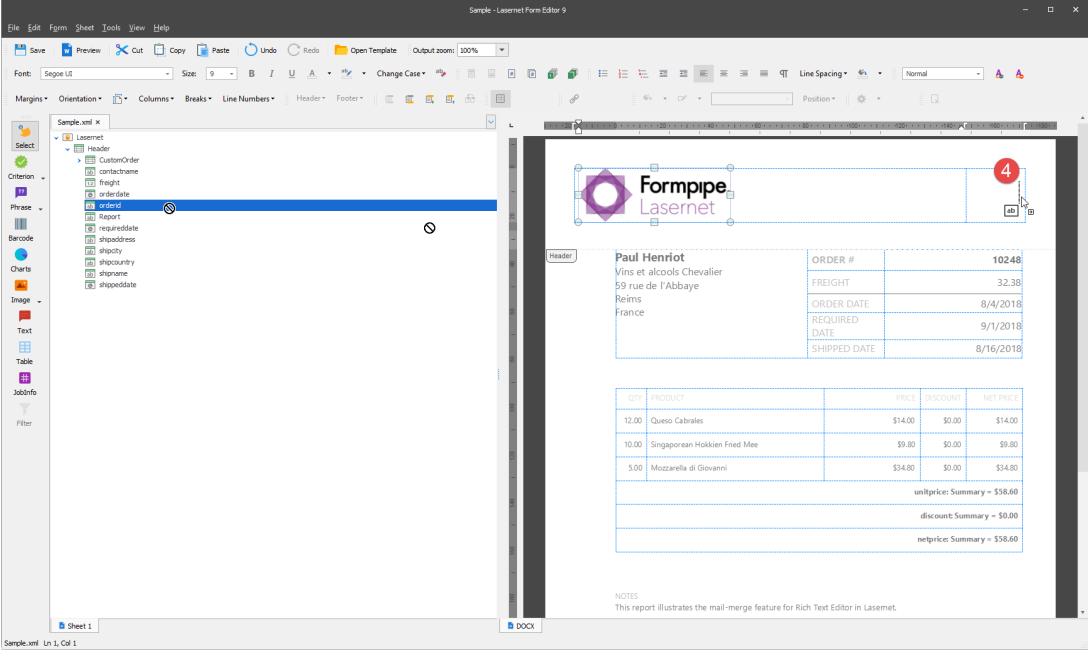 Sample - Lasernet Form Editor 9
File Edit Form Sheet Tools View Help
Save Preview Cut Copy Paste Undo Redo Open Template Output zoom: 100%
Font: Segoe UI Size: 9 B I U A ab Change Case ab Line Spacing Normal A A
Margins Orientation Columns Breaks Line Numbers Header Footer Position
Sample.xml ×
Select
Criterion
Phrase
Barcode
Charts
Image
Text
Table
JobInfo
Filter
Lasernet
Header
CustomOrder
contactname
freight
orderdate
orderid
Report
requireddate
shipaddress
shipcity
shipcountry
shipname
shippeddate
Formpipe
Lasernet
4
ab
Header
Paul Henriot
Vins et alcools Chevalier
59 rue de l'Abbaye
Reims
France
ORDER # 10248
FREIGHT 32.38
ORDER DATE 8/4/2018
REQUIRED DATE 9/1/2018
SHIPPED DATE 8/16/2018
QTY PRODUCT PRICE DISCOUNT NET PRICE
12.00 Queso Cabrales $14.00 $0.00 $14.00
10.00 Singaporean Hokkien Fried Mee $9.80 $0.00 $9.80
5.00 Mozzarella di Giovanni $34.80 $0.00 $34.80
unitprice: Summary = $58.60
discount: Summary = $0.00
netprice: Summary = $58.60
NOTES
This report illustrates the mail-merge feature for Rich Text Editor in Lasernet.
Sheet 1
DOCX
Sample.xml Ln 1, Col 1